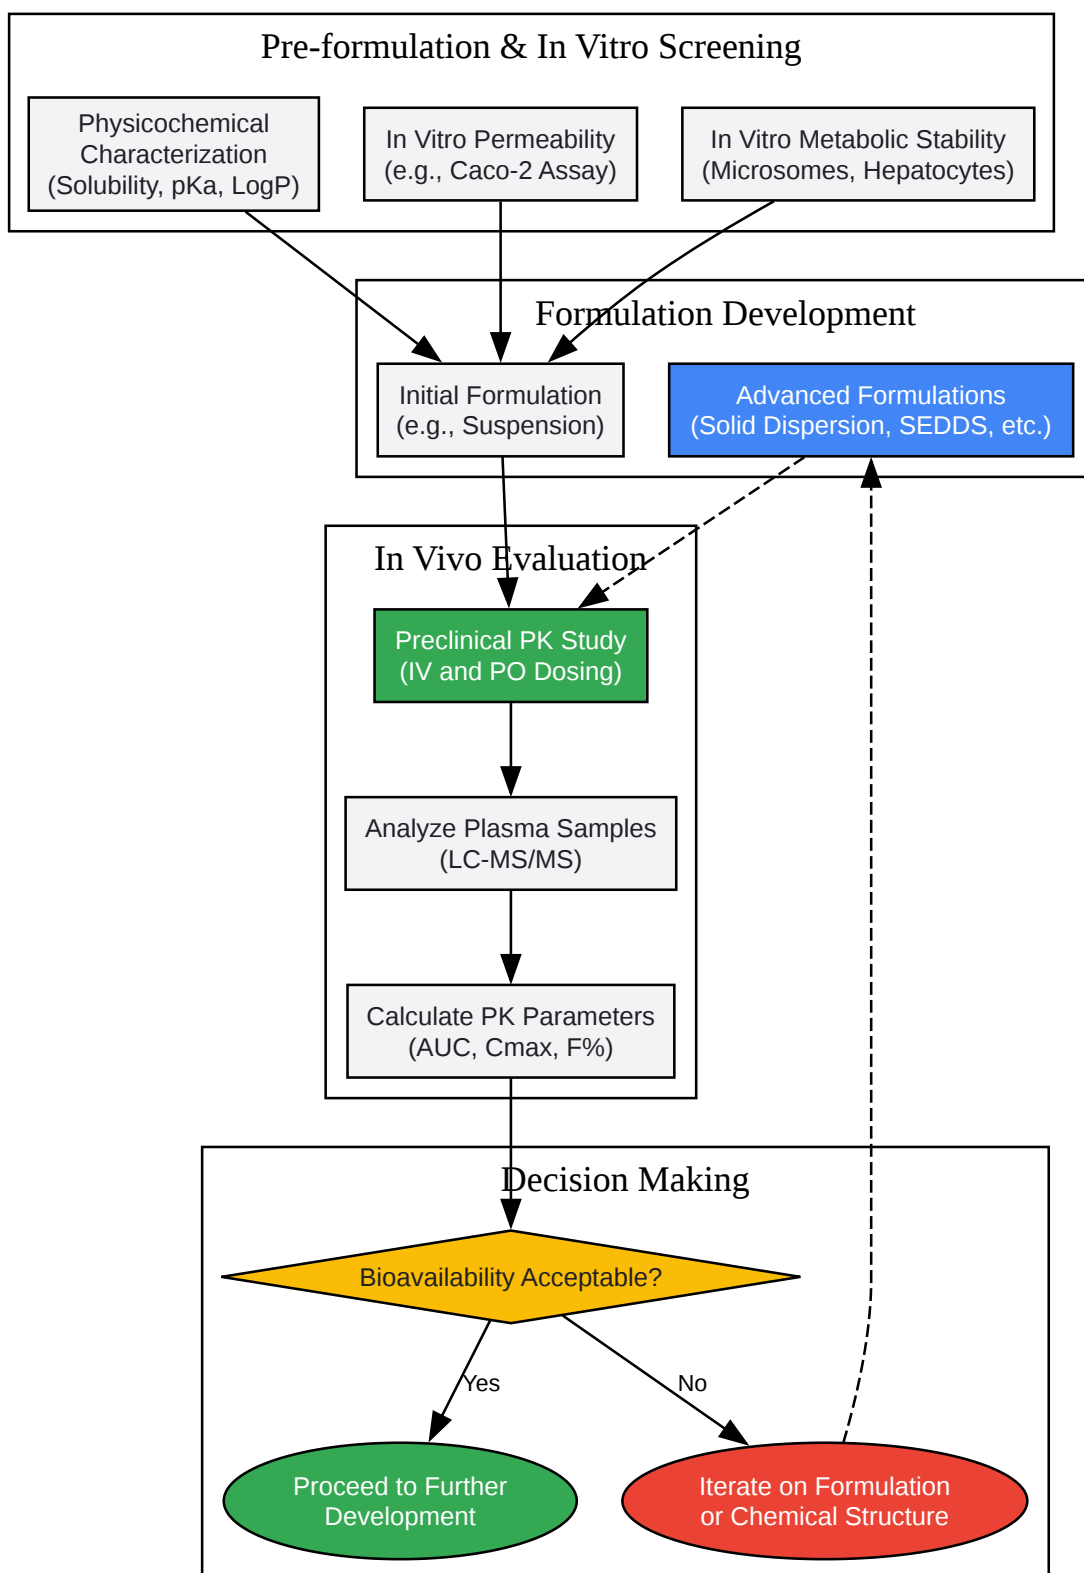 Pre-formulation & In Vitro Screening
Physicochemical
Characterization
(Solubility, pKa, LogP)
In Vitro Permeability
(e.g., Caco-2 Assay)
In Vitro Metabolic Stability
(Microsomes, Hepatocytes)
Formulation Development
Initial Formulation
(e.g., Suspension)
Advanced Formulations
(Solid Dispersion, SEDDS, etc.)
In Vivo Evaluation
Preclinical PK Study
(IV and PO Dosing)
Analyze Plasma Samples
(LC-MS/MS)
Calculate PK Parameters
(AUC, Cmax, F%)
Decision Making
Bioavailability Acceptable?
Yes
No
Proceed to Further
Development
Iterate on Formulation
or Chemical Structure